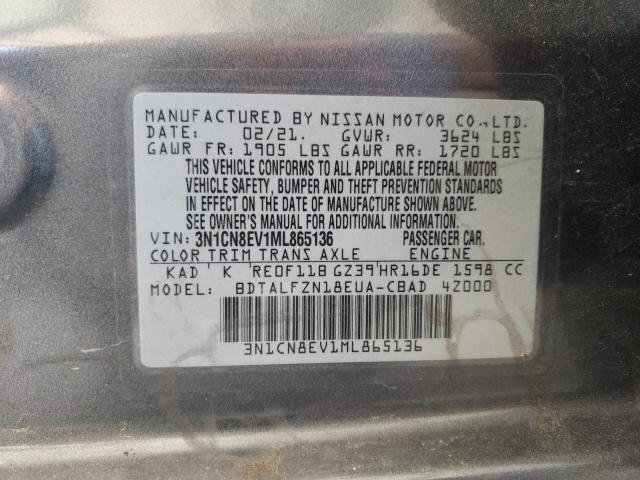 MANUFACTURED BY NISSAN MOTOR CO.,LTD.
DATE: 02/21. GVWR: 3624 LBS
GAWR FR: 1905 LBS GAWR RR: 1720 LBS
THIS VEHICLE CONFORMS TO ALL APPLICABLE FEDERAL MOTOR
VEHICLE SAFETY, BUMPER AND THEFT PREVENTION STANDARDS
IN EFFECT ON THE DATE OF MANUFACTURE SHOWN ABOVE.
SEE OWNER'S MANUAL FOR ADDITIONAL INFORMATION.
VIN: 3N1CN8EV1ML865136 PASSENGER CAR.
COLOR TRIM TRANS AXLE ENGINE
KAD K RE0F11B GZ39 HR16DE 1598 CC
MODEL: BDTALFZN18EUA-CBAD 4Z000
3N1CN8EV1ML865136